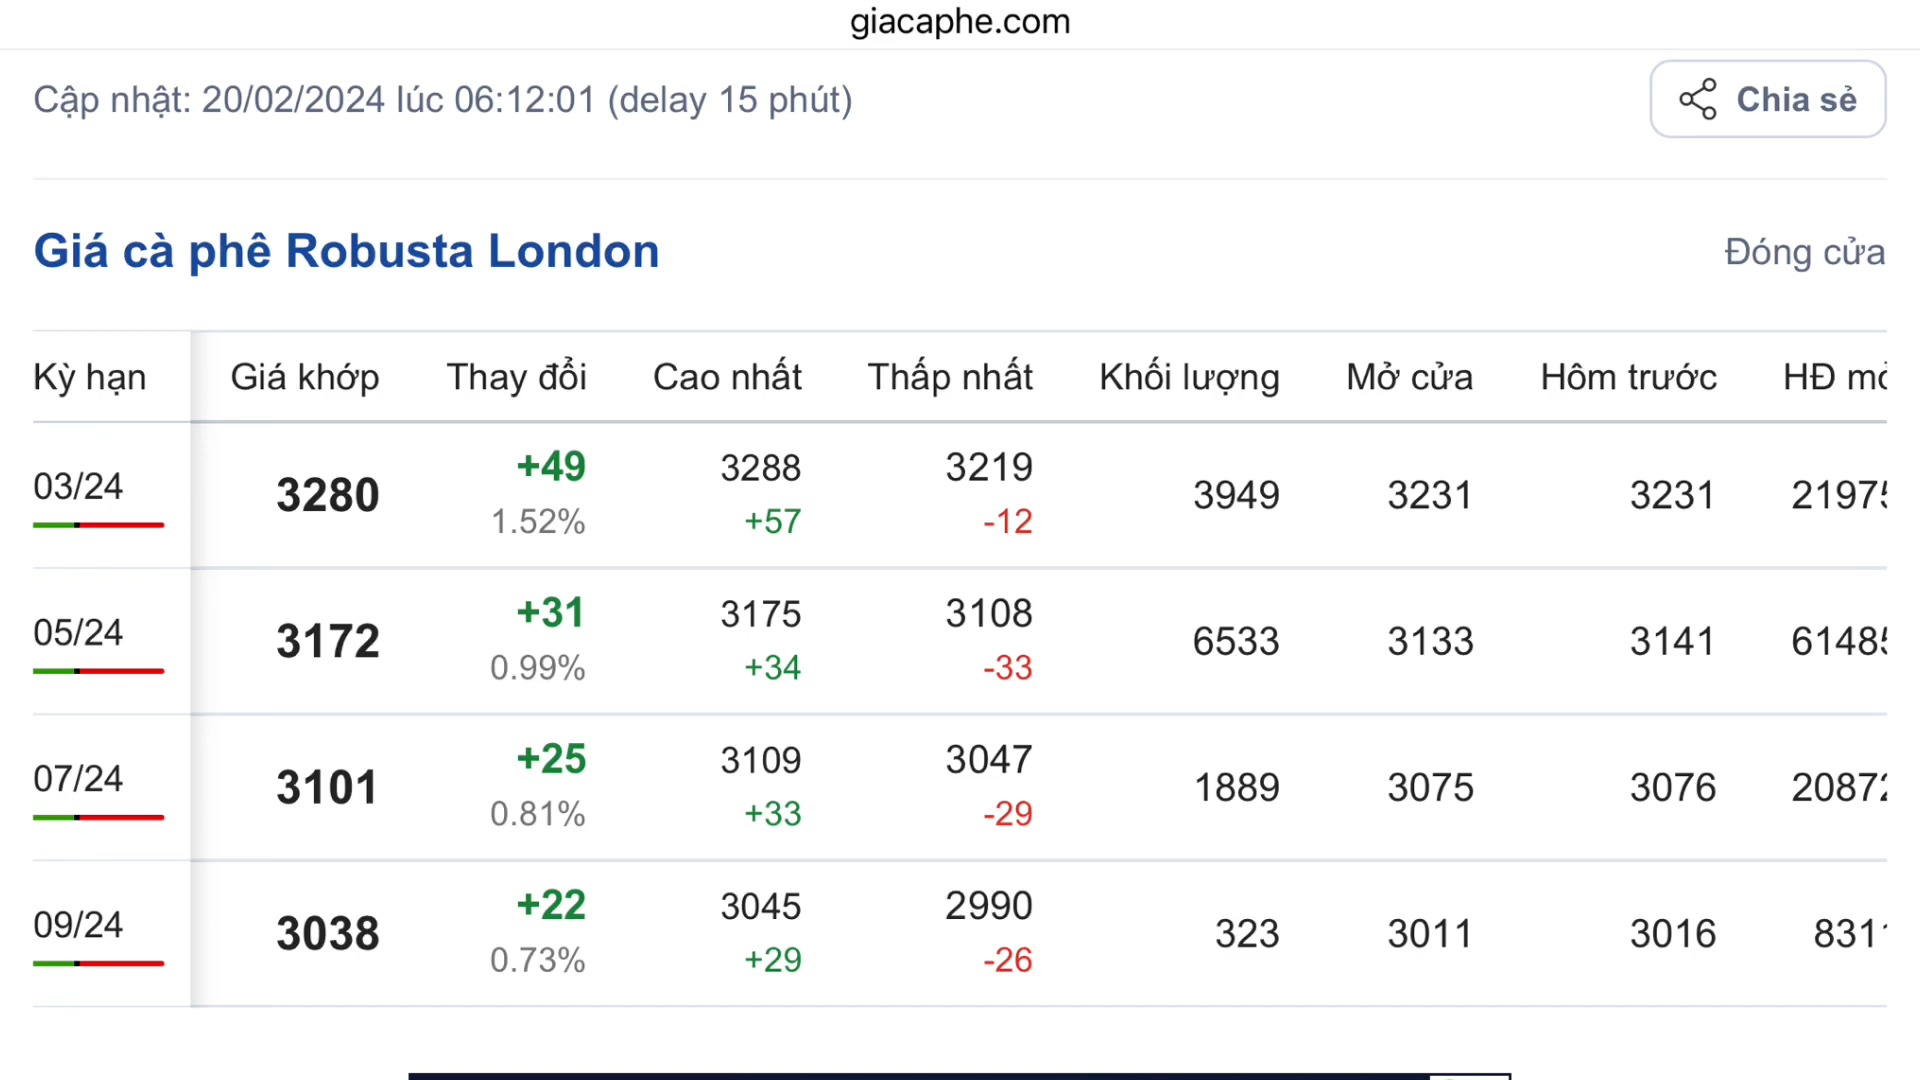 giacaphe.com
Cập nhật: 20/02/2024 lúc 06:12:01 (delay 15 phút)
Chia sẻ
Giá cà phê Robusta London
Đóng cửa
Kỳ hạn Giá khớp Thay đổi Cao nhất Thấp nhất Khối lượng Mở cửa Hôm trước HĐ
03/24 3280 +49 3288 3219 3949 3231 3231
1.52% +57 -12
05/24 3172 +31 3175 3108 6533 3133 3141
0.99% +34 -33
07/24 3101 +25 3109 3047 1889 3075 3076
0.81% +33 -29
09/24 3038 +22 3045 2990 323 3011 3016
0.73% +29 -26